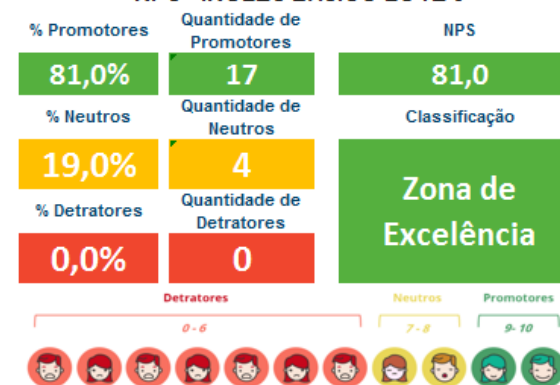 % Promotores
Quantidade de
Promotores
NPS
81,0%
17
81,0
% Neutros
Quantidade de
Neutros
Classificação
19,0%
4
Zona de
Excelência
% Detratores
Quantidade de
Detratores
0,0%
0
Detratores
Neutros
Promotores
0 - 6
7 - 8
9- 10